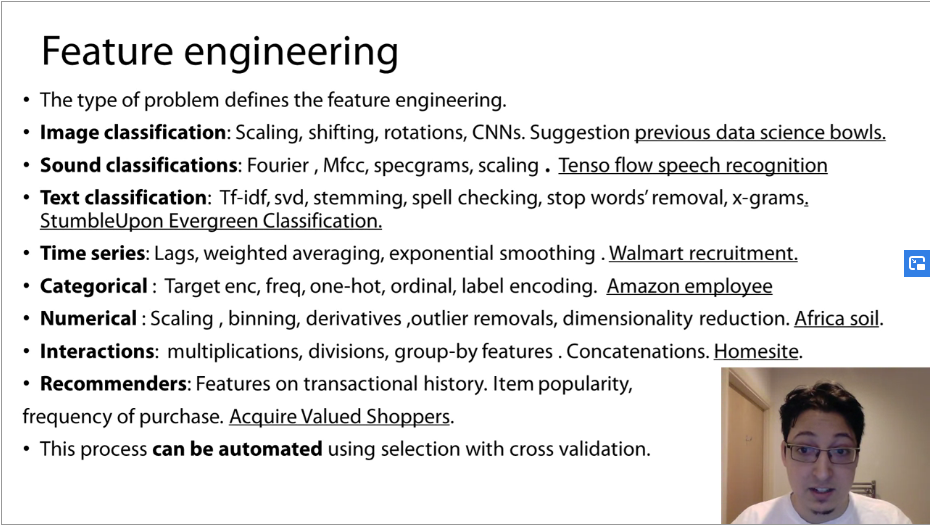 Feature engineering
• The type of problem defines the feature engineering.
• Image classification: Scaling, shifting, rotations, CNNs. Suggestion previous data science bowls.
• Sound classifications: Fourier , Mfcc, specgrams, scaling . Tenso flow speech recognition
• Text classification: Tf-idf, svd, stemming, spell checking, stop words’ removal, x-grams.
StumbleUpon Evergreen Classification.
• Time series: Lags, weighted averaging, exponential smoothing . Walmart recruitment.
• Categorical : Target enc, freq, one-hot, ordinal, label encoding. Amazon employee
• Numerical : Scaling , binning, derivatives ,outlier removals, dimensionality reduction. Africa soil.
• Interactions: multiplications, divisions, group-by features . Concatenations. Homesite.
• Recommenders: Features on transactional history. Item popularity,
frequency of purchase. Acquire Valued Shoppers.
• This process can be automated using selection with cross validation.